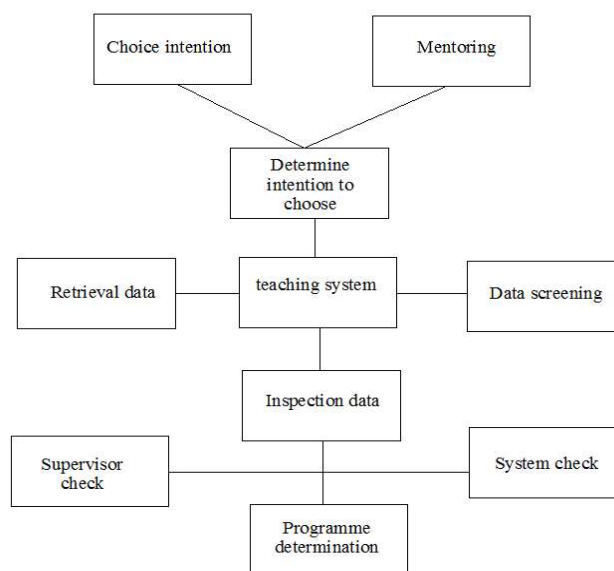 Choice intention
Mentoring
Determine
intention to
choose
Retrieval data
teaching system
Data screening
Inspection data
Supervisor
check
System check
Programme
determination